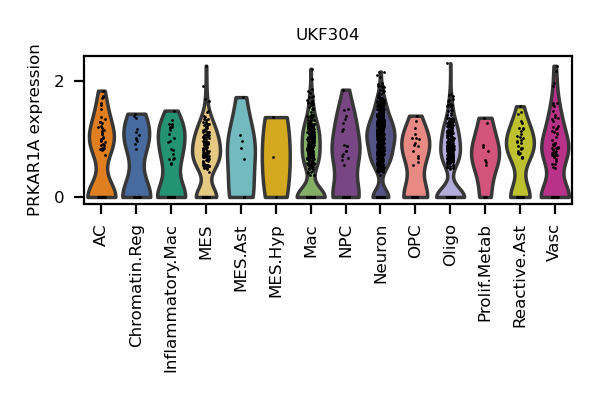 UKF304
PRKAR1A expression
2
0
AC
Chromatin.Reg
Inflammatory.Mac
MES
MES.Ast
MES.Hyp
Mac
NPC
Neuron
OPC
Oligo
Prolif.Metab
Reactive.Ast
Vasc